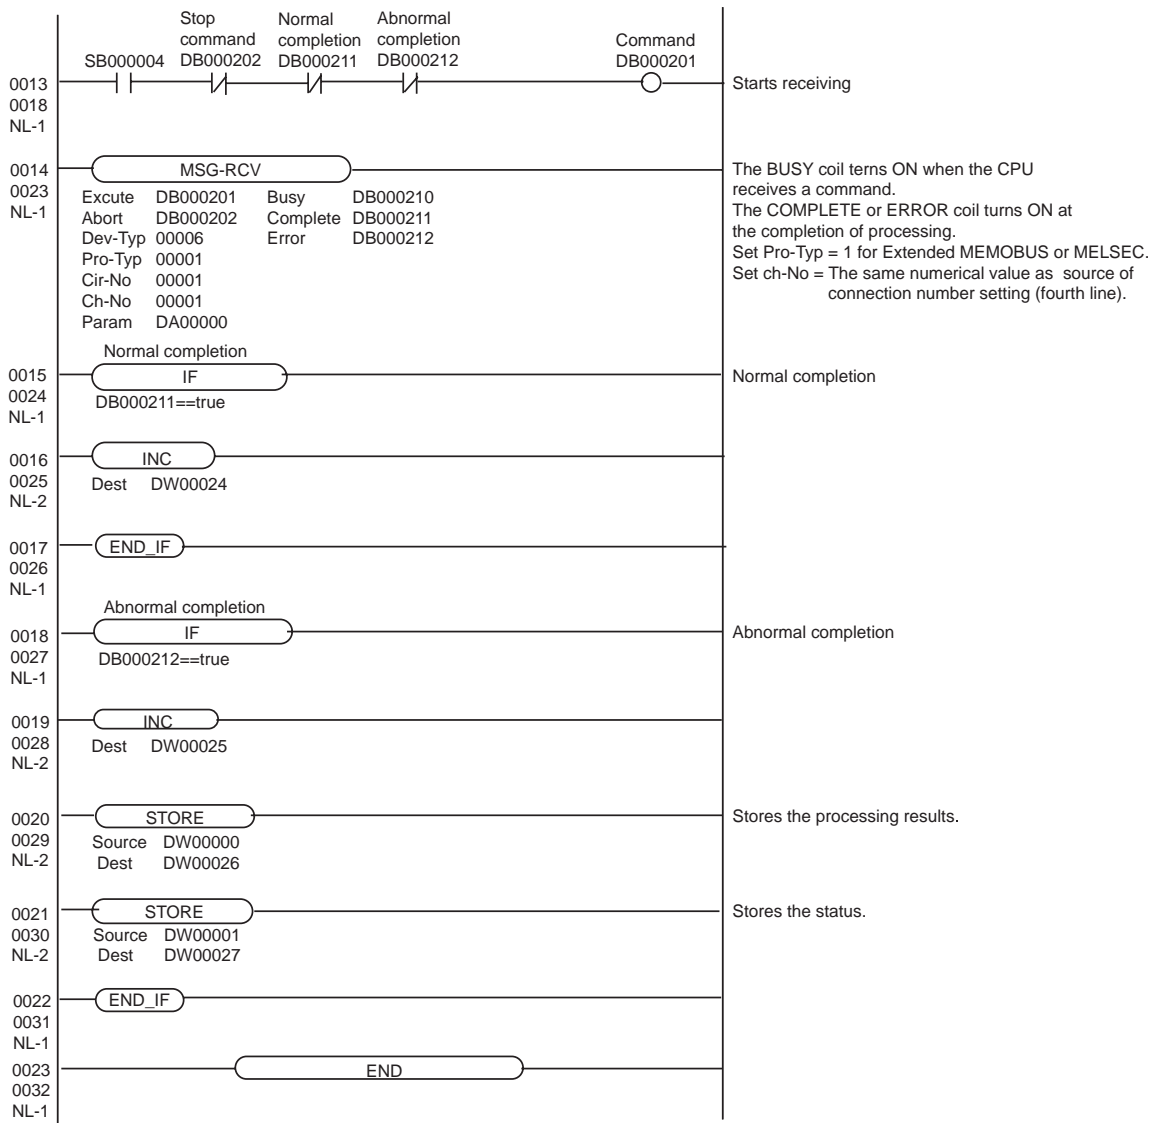 Stop command
Normal completion
Abnormal completion
Command
SB000004 DB000202 DB000211 DB000212 DB000201
0013
0018
NL-1
Starts receiving
0014
0023
NL-1
MSG-RCV
Excute DB000201 Busy DB000210
Abort DB000202 Complete DB000211
Dev-Typ 00006 Error DB000212
Pro-Typ 00001
Cir-No 00001
Ch-No 00001
Param DA00000
The BUSY coil terns ON when the CPU
receives a command.
The COMPLETE or ERROR coil turns ON at
the completion of processing.
Set Pro-Typ = 1 for Extended MEMOBUS or MELSEC.
Set ch-No = The same numerical value as source of
connection number setting (fourth line).
Normal completion
0015
0024
NL-1
IF
DB000211==true
Normal completion
0016
0025
NL-2
INC
Dest DW00024
0017
0026
NL-1
END_IF
Abnormal completion
0018
0027
NL-1
IF
DB000212==true
Abnormal completion
0019
0028
NL-2
INC
Dest DW00025
0020
0029
NL-2
STORE
Source DW00000
Dest DW00026
Stores the processing results.
0021
0030
NL-2
STORE
Source DW00001
Dest DW00027
Stores the status.
0022
0031
NL-1
END_IF
0023
0032
NL-1
END